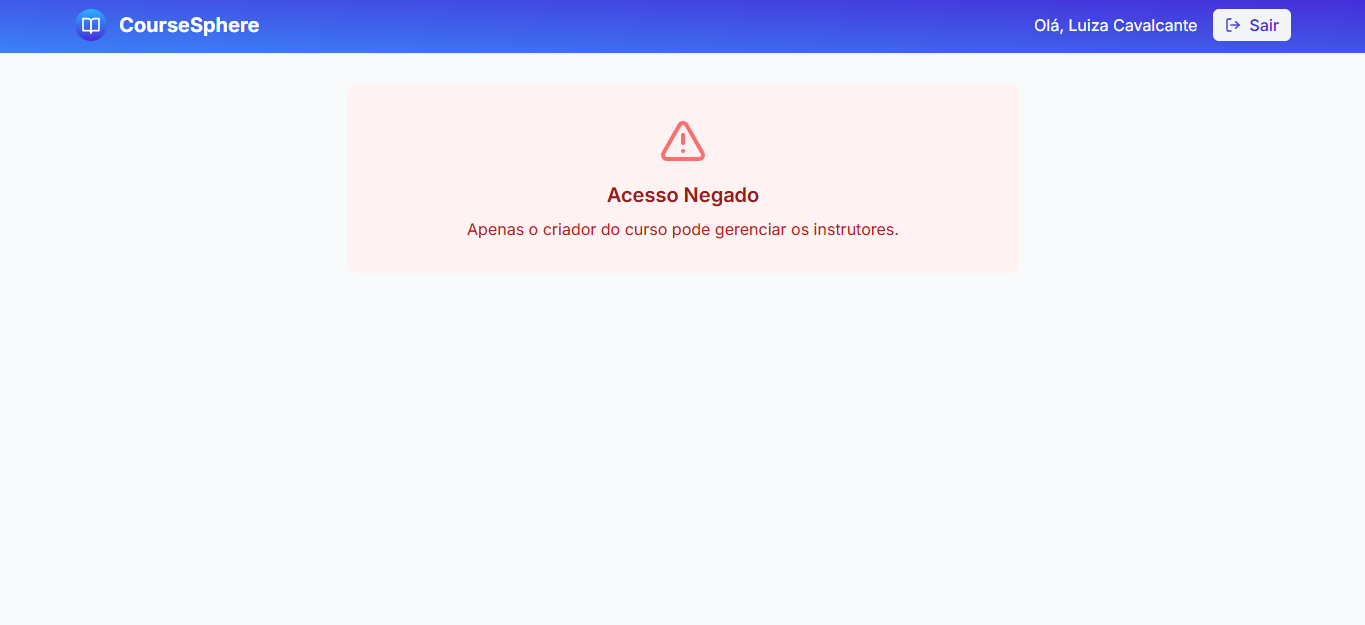 CourseSphere
Olá, Luiza Cavalcante
Sair
Acesso Negado
Apenas o criador do curso pode gerenciar os instrutores.